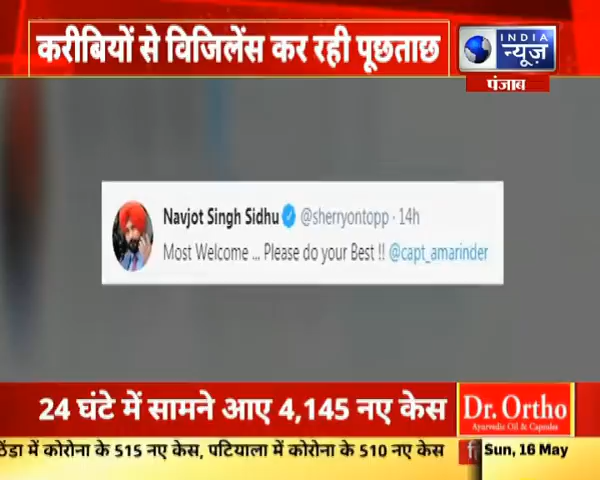 करीबियों से विजिलेंस कर रही पूछताछ
INDIA
न्यूज़
पंजाब
Navjot Singh Sidhu @sherryontopp · 14h
Most Welcome ... Please do your Best !! @capt_amarinder
24 घंटे में सामने आए 4,145 नए केस
Dr. Ortho
Ayurvedic Oil & Capsules
में कोरोना के 515 नए केस, पटियाला में कोरोना के 510 नए केस
Sun, 16 May